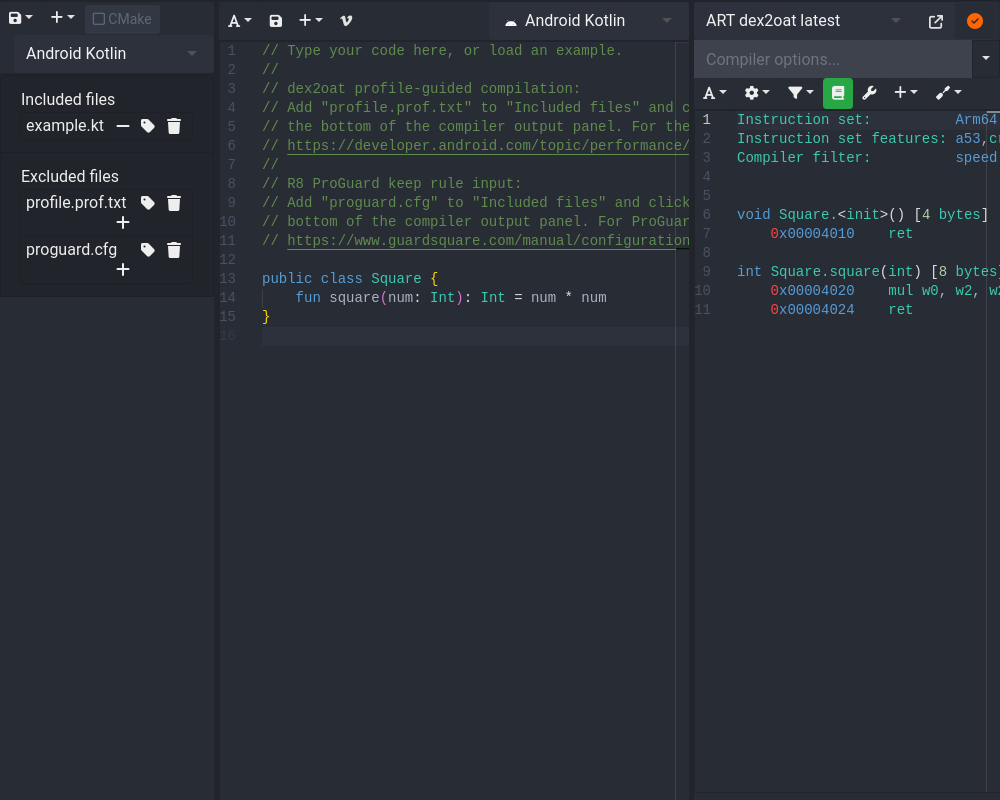 CMake
Android Kotlin
Included files
example.kt
Excluded files
profile.prof.txt
proguard.cfg
A
Android Kotlin
1 // Type your code here, or load an example.
2 //
3 // dex2oat profile-guided compilation:
4 // Add "profile.prof.txt" to "Included files" and c
5 // the bottom of the compiler output panel. For the
6 // https://developer.android.com/topic/performance/
7 //
8 // R8 ProGuard keep rule input:
9 // Add "proguard.cfg" to "Included files" and click
10 // bottom of the compiler output panel. For ProGuar
11 // https://www.guardsquare.com/manual/configuration
12
13 public class Square {
14 fun square(num: Int): Int = num * num
15 }
16
ART dex2oat latest
Compiler options...
A
1 Instruction set: Arm64
2 Instruction set features: a53,cr
3 Compiler filter: speed
4
5
6 void Square.<init>() [4 bytes]
7 0x00004010 ret
8
9 int Square.square(int) [8 bytes]
10 0x00004020 mul w0, w2, w2
11 0x00004024 ret